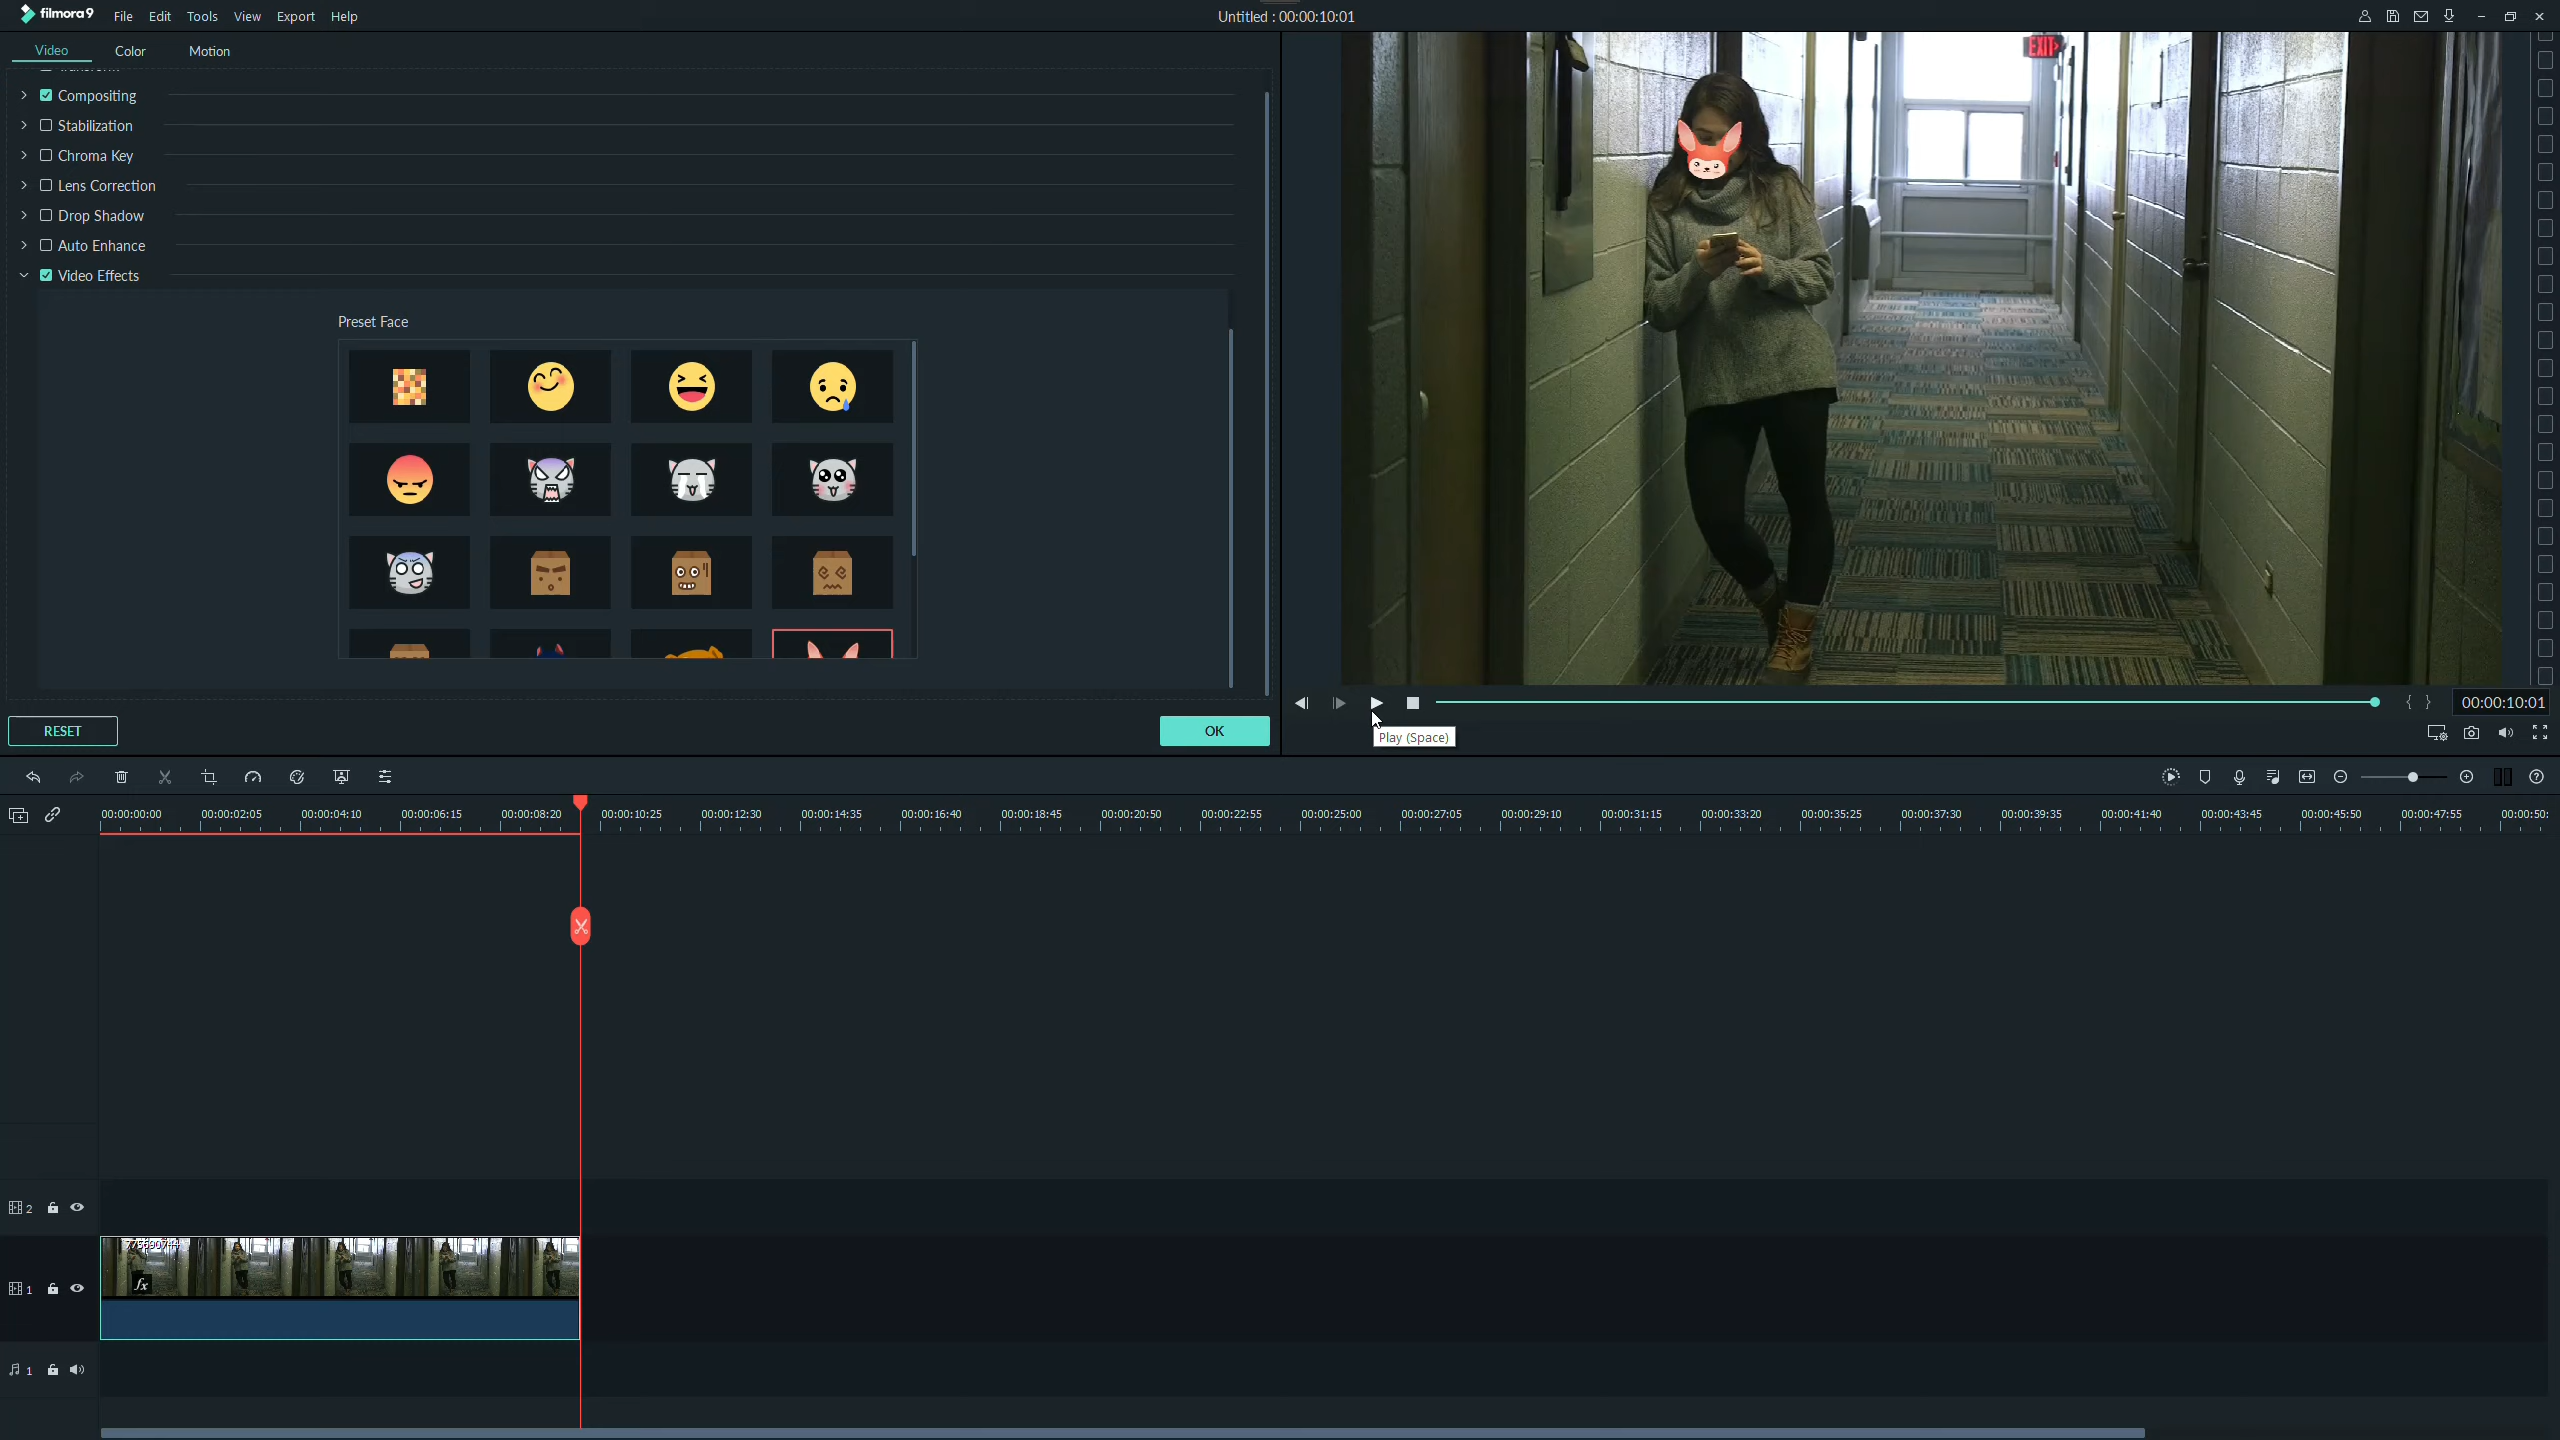 filmora9 File Edit Tools View Export Help Untitled : 00:00:10:01
Video Color Motion
Compositing
Stabilization
Chroma Key
Lens Correction
Drop Shadow
Auto Enhance
Video Effects
Preset Face
EXIT
00:00:10:01
Play (Space)
RESET OK
00:00:00:00 00:00:02:05 00:00:04:10 00:00:06:15 00:00:08:20 00:00:10:25 00:00:12:30 00:00:14:35 00:00:16:40 00:00:18:45 00:00:20:50 00:00:22:55 00:00:25:00 00:00:27:05 00:00:29:10 00:00:31:15 00:00:33:20 00:00:35:25 00:00:37:30 00:00:39:35 00:00:41:40 00:00:43:45 00:00:45:50 00:00:47:55 00:00:50:
2
fx
1
1